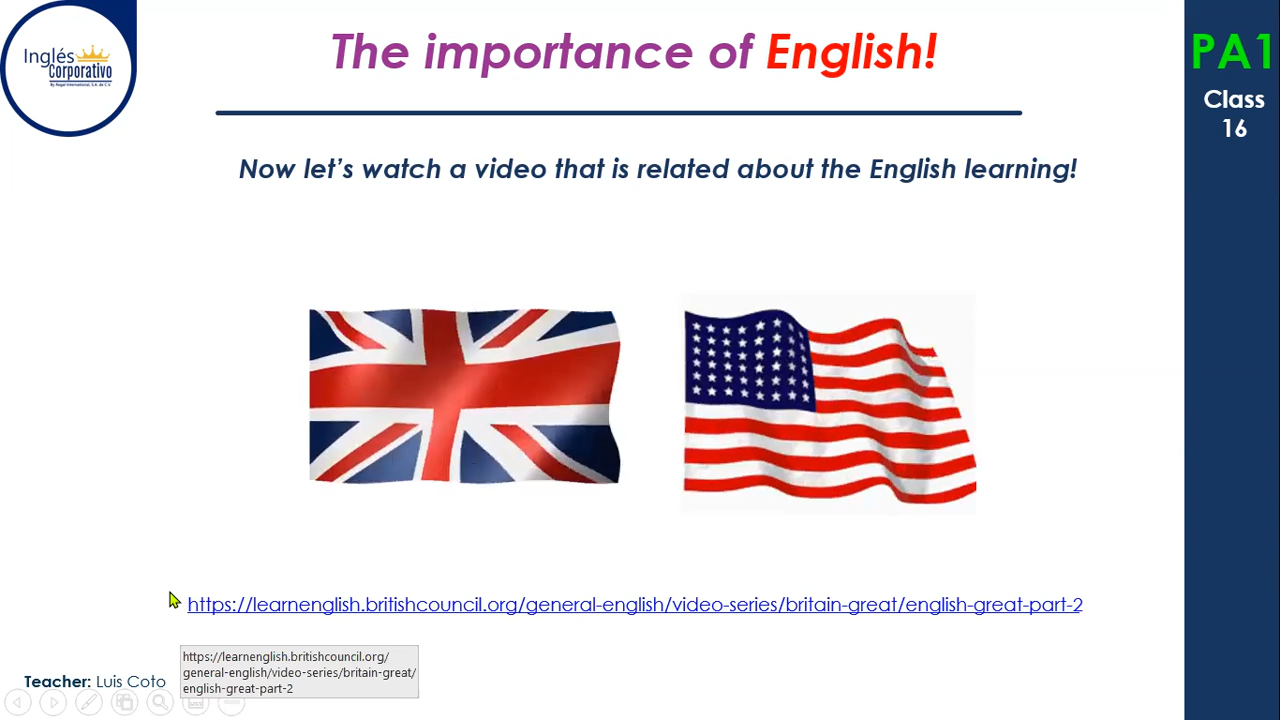 Inglés
Corporativo
By Regal International, S.A. de C.V.
The importance of English!
PA1
Class
16
Now let's watch a video that is related about the English learning!
https://learnenglish.britishcouncil.org/general-english/video-series/britain-great/english-great-part-2
https://learnenglish.britishcouncil.org/
general-english/video-series/britain-great/
english-great-part-2
Teacher: Luis Coto